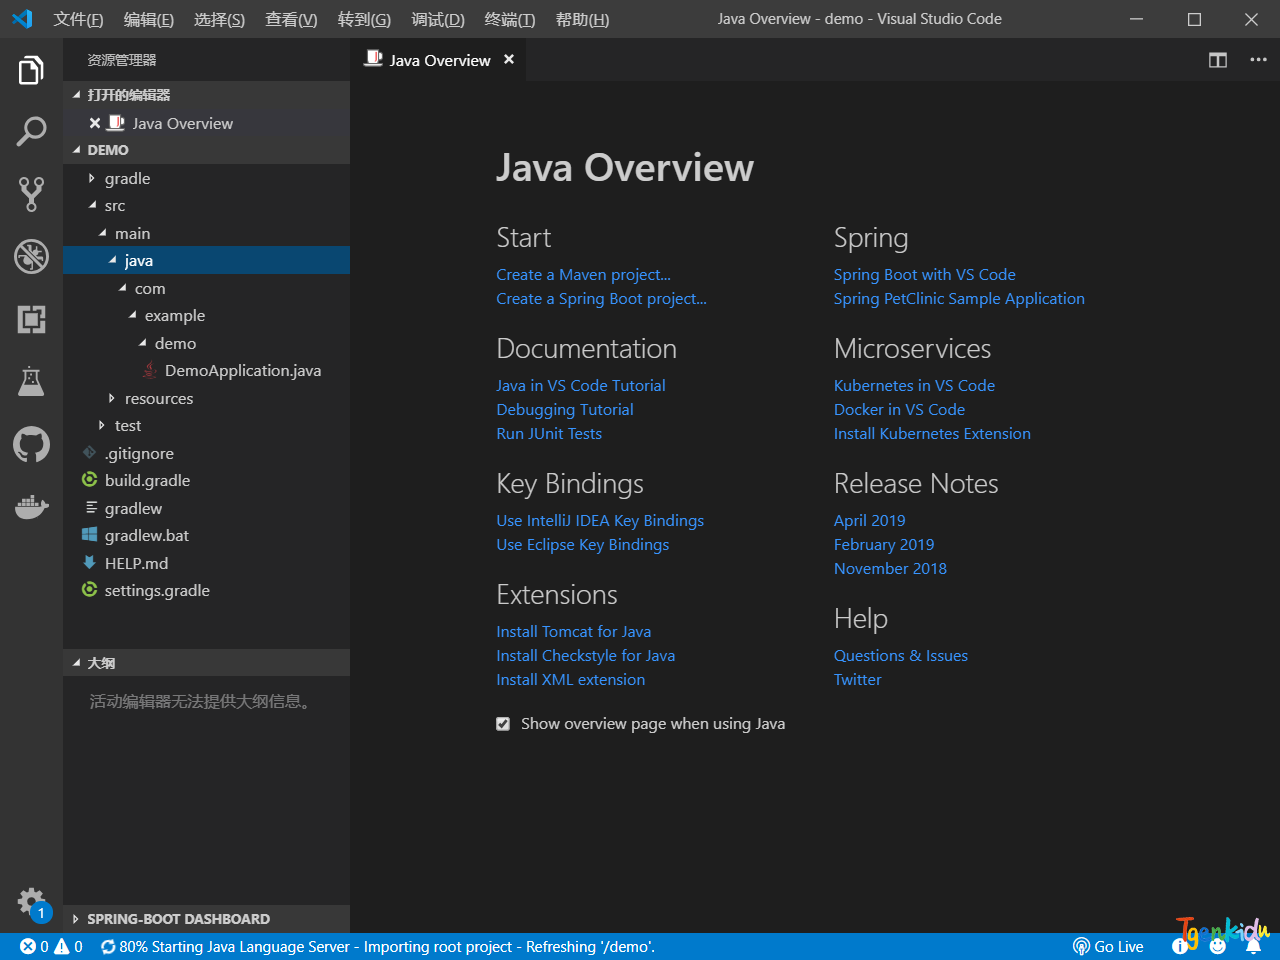 文件(F) 编辑(E) 选择(S) 查看(V) 转到(G) 调试(D) 终端(T) 帮助(H) Java Overview - demo - Visual Studio Code
资源管理器
Java Overview
打开的编辑器
Java Overview
DEMO
gradle
src
main
java
com
example
demo
DemoApplication.java
resources
test
.gitignore
build.gradle
gradlew
gradlew.bat
HELP.md
settings.gradle
大纲
活动编辑器无法提供大纲信息。
SPRING-BOOT DASHBOARD
Java Overview
Start
Create a Maven project...
Create a Spring Boot project...
Documentation
Java in VS Code Tutorial
Debugging Tutorial
Run JUnit Tests
Key Bindings
Use IntelliJ IDEA Key Bindings
Use Eclipse Key Bindings
Extensions
Install Tomcat for Java
Install Checkstyle for Java
Install XML extension
Show overview page when using Java
Spring
Spring Boot with VS Code
Spring PetClinic Sample Application
Microservices
Kubernetes in VS Code
Docker in VS Code
Install Kubernetes Extension
Release Notes
April 2019
February 2019
November 2018
Help
Questions & Issues
Twitter
1
0 0 80% Starting Java Language Server - Importing root project - Refreshing '/demo'. Go Live
Tgenkidu